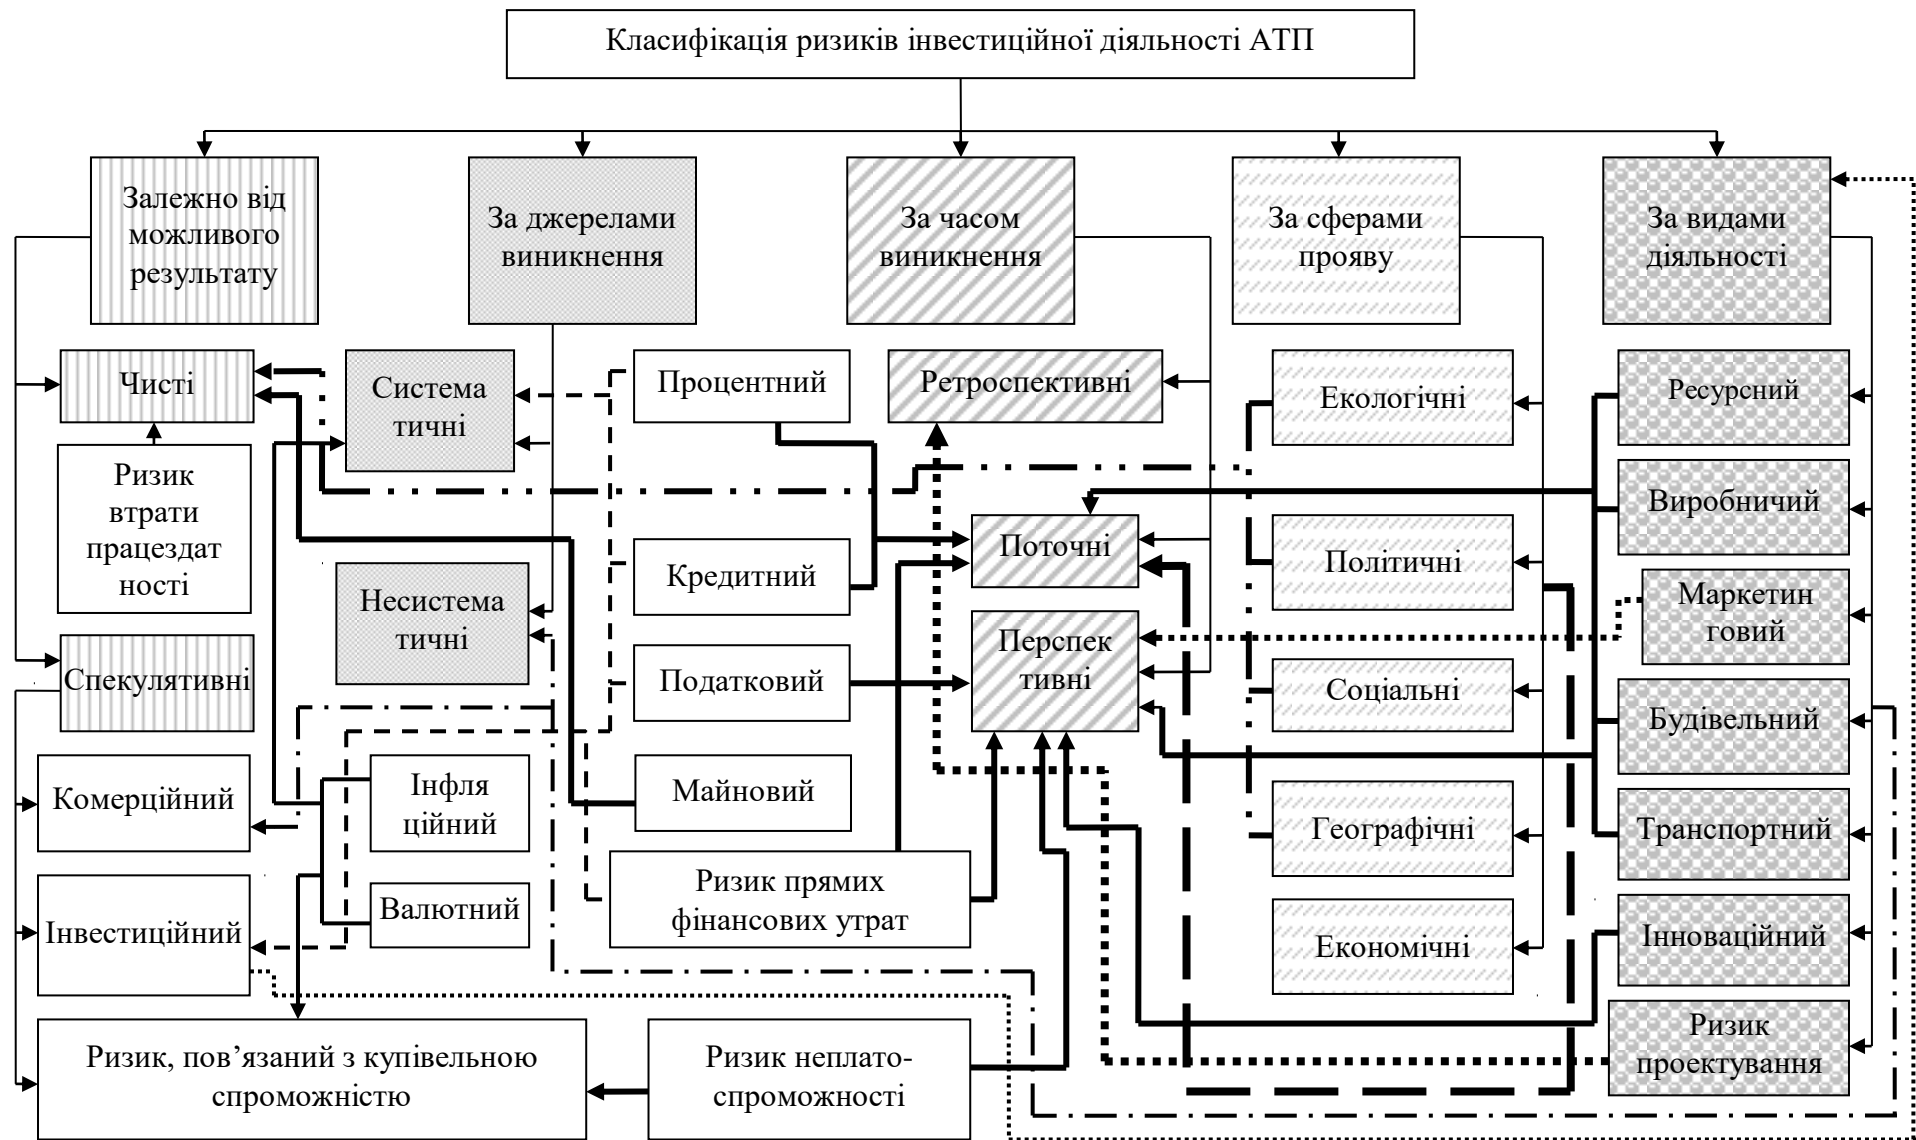 Класифікація ризиків інвестиційної діяльності АТП
Залежно від
можливого
результату
За джерелами
виникнення
За часом
виникнення
За сферами
прояву
За видами
діяльності
Чисті
Система
тичні
Процентний
Ретроспективні
Екологічні
Ресурсний
Ризик
втрати
працездат
ності
Виробничий
Поточні
Політичні
Кредитний
Несистема
тичні
Маркетин
говий
Перспек
тивні
Спекулятивні
Податковий
Соціальні
Будівельний
Комерційний
Інфля
ційний
Майновий
Географічні
Транспортний
Інвестиційний
Валютний
Ризик прямих
фінансових утрат
Економічні
Інноваційний
Ризик, пов’язаний з купівельною
спроможністю
Ризик неплато-
спроможності
Ризик
проектування